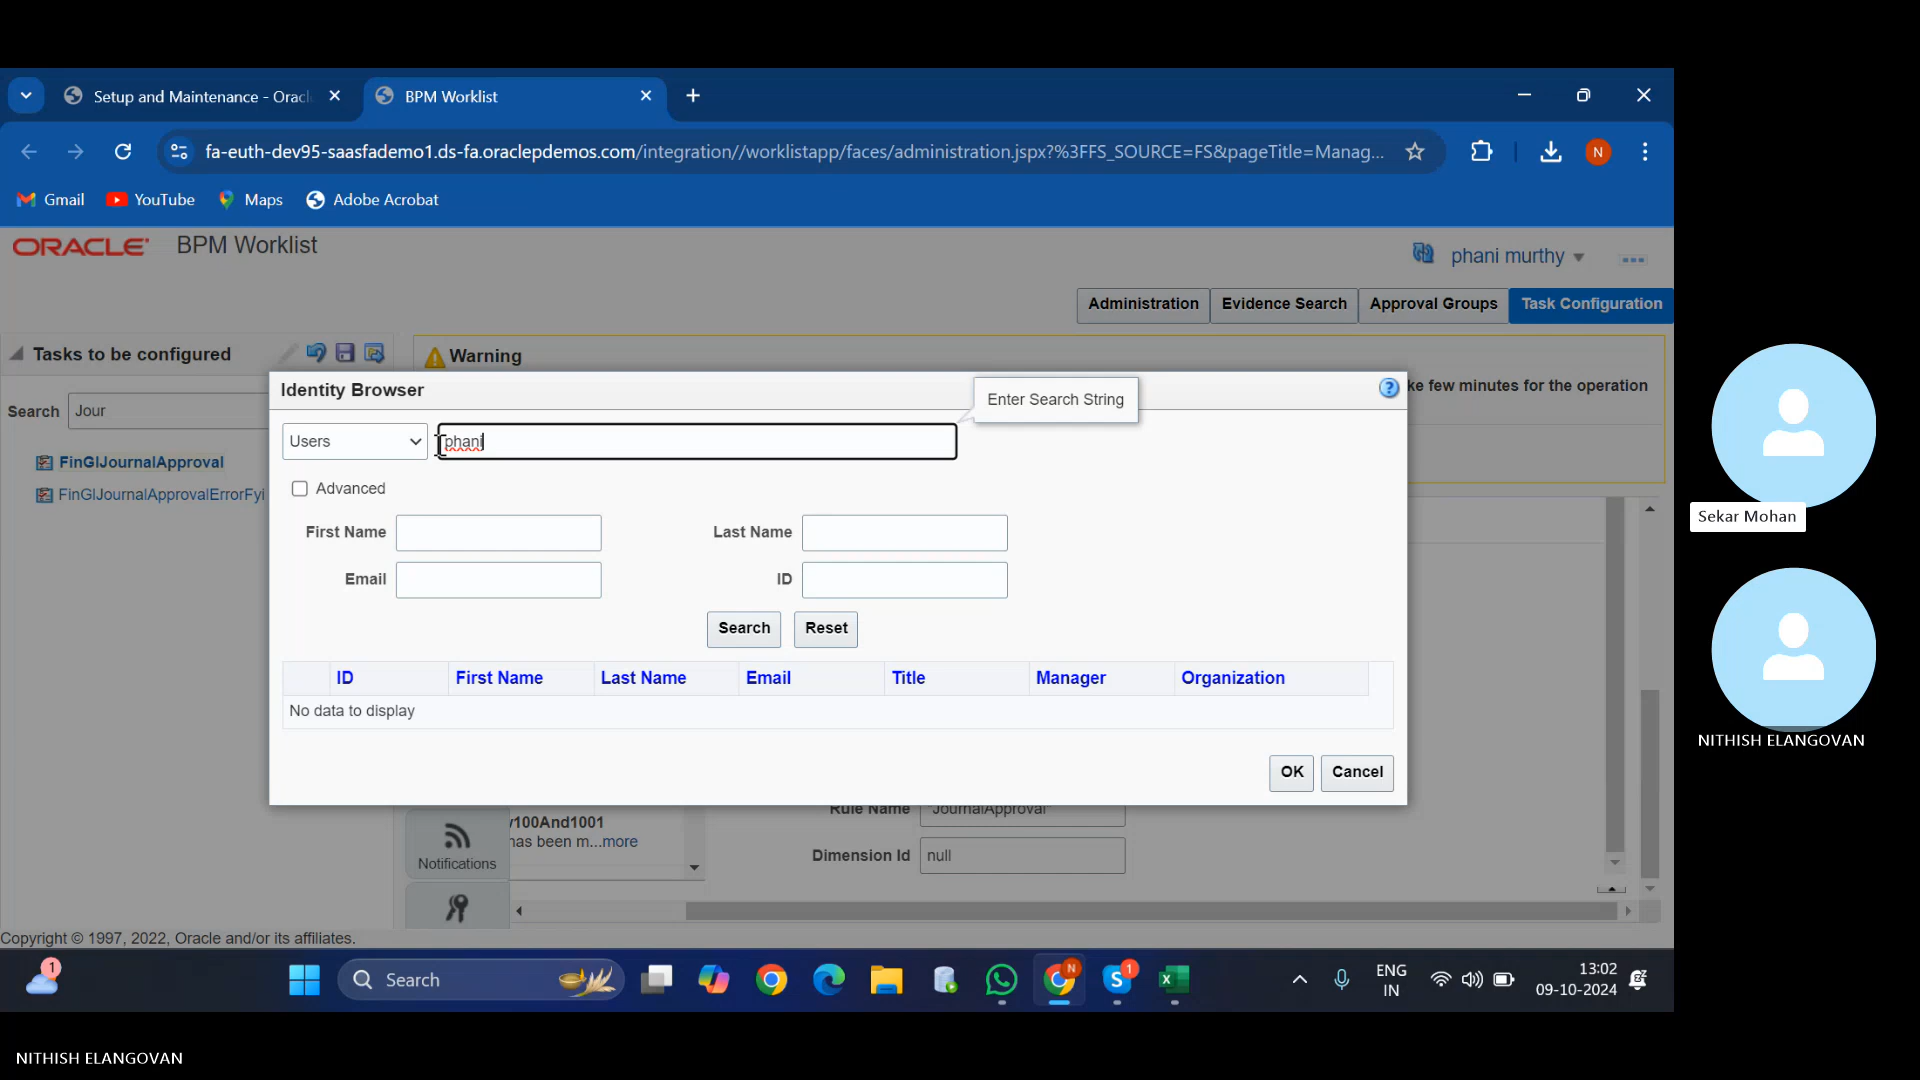 Setup and Maintenance - Oracl
BPM Worklist
fa-euth-dev95-saasfademo1.ds-fa.oraclepdemos.com/integration//worklistapp/faces/administration.jspx?%3FFS_SOURCE=FS&pageTitle=Manag...
N
Gmail
YouTube
Maps
Adobe Acrobat
ORACLE
BPM Worklist
phani murthy
Administration
Evidence Search
Approval Groups
Task Configuration
Tasks to be configured
Warning
Search
Jour
ke few minutes for the operation
FinGlJournalApproval
FinGlJournalApprovalErrorFyi
Identity Browser
Enter Search String
Users
phani
Advanced
First Name
Last Name
Email
ID
Search
Reset
ID
First Name
Last Name
Email
Title
Manager
Organization
No data to display
OK
Cancel
Rule Name
"JournalApproval"
v100And1001
has been m...more
Notifications
Dimension Id
null
Copyright © 1997, 2022, Oracle and/or its affiliates.
1
Search
N
1
ENG
IN
13:02
09-10-2024
Sekar Mohan
NITHISH ELANGOVAN
NITHISH ELANGOVAN